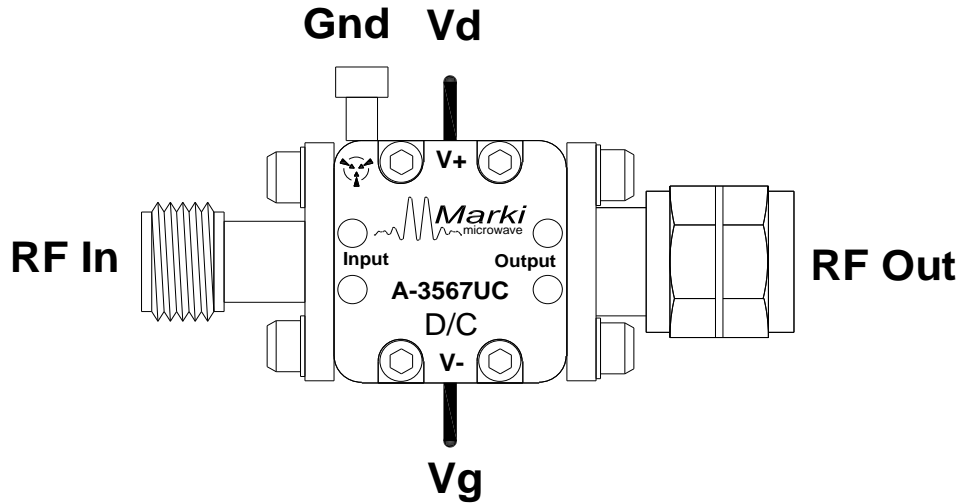 Gnd Vd
V+
Marki
microwave
RF In
Input Output
RF Out
A-3567UC
D/C
V-
Vg